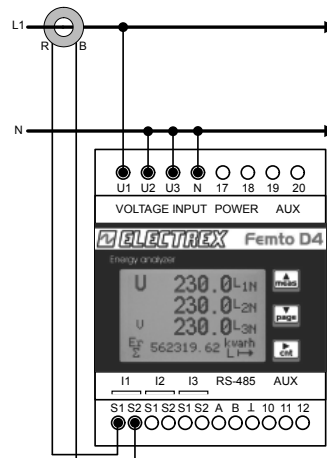 L1
R B
N
U1 U2 U3 N 17 18 19 20
VOLTAGE INPUT POWER AUX
ELECTREX Femto D4
Energy analyzer
U 230.0 L1N
meas
230.0 L2N
U 230.0 L3N
page
Er Σ 562319.62 kvarh L
cnt
I1 I2 I3 RS-485 AUX
S1 S2 S1 S2 S1 S2 A B ⊥ 10 11 12